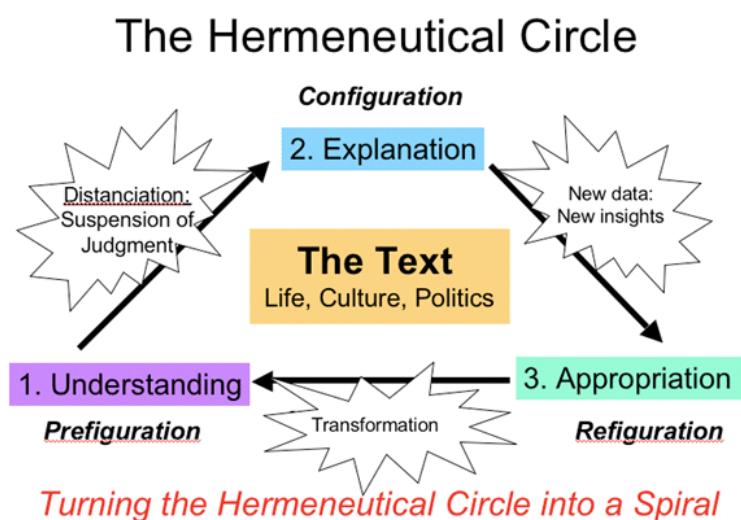 The Hermeneutical Circle
Configuration
2. Explanation
Distanciation:
Suspension of
Judgment
New data:
New insights
The Text
Life, Culture, Politics
1. Understanding
3. Appropriation
Prefiguration
Transformation
Refiguration
Turning the Hermeneutical Circle into a Spiral